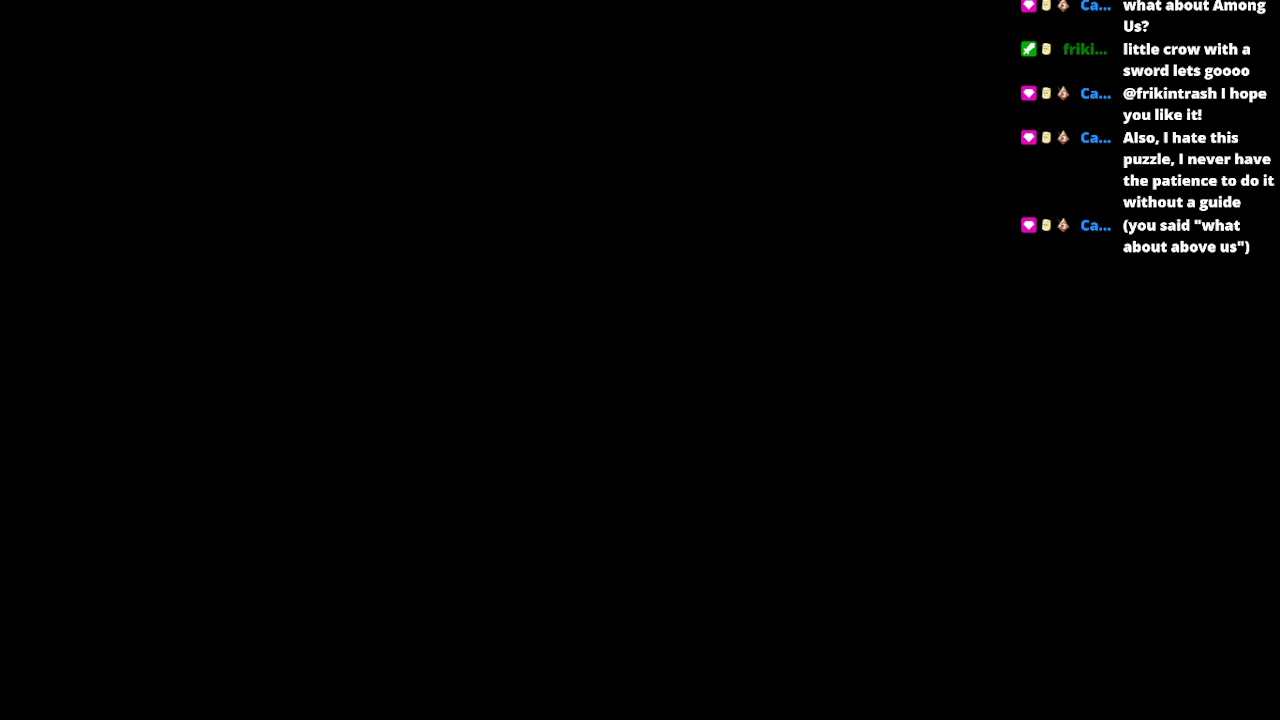 Ca... what about Among
Us?
friki... little crow with a
sword lets goooo
Ca... @frikintrash I hope
you like it!
Ca... Also, I hate this
puzzle, I never have
the patience to do it
without a guide
Ca... (you said "what
about above us")